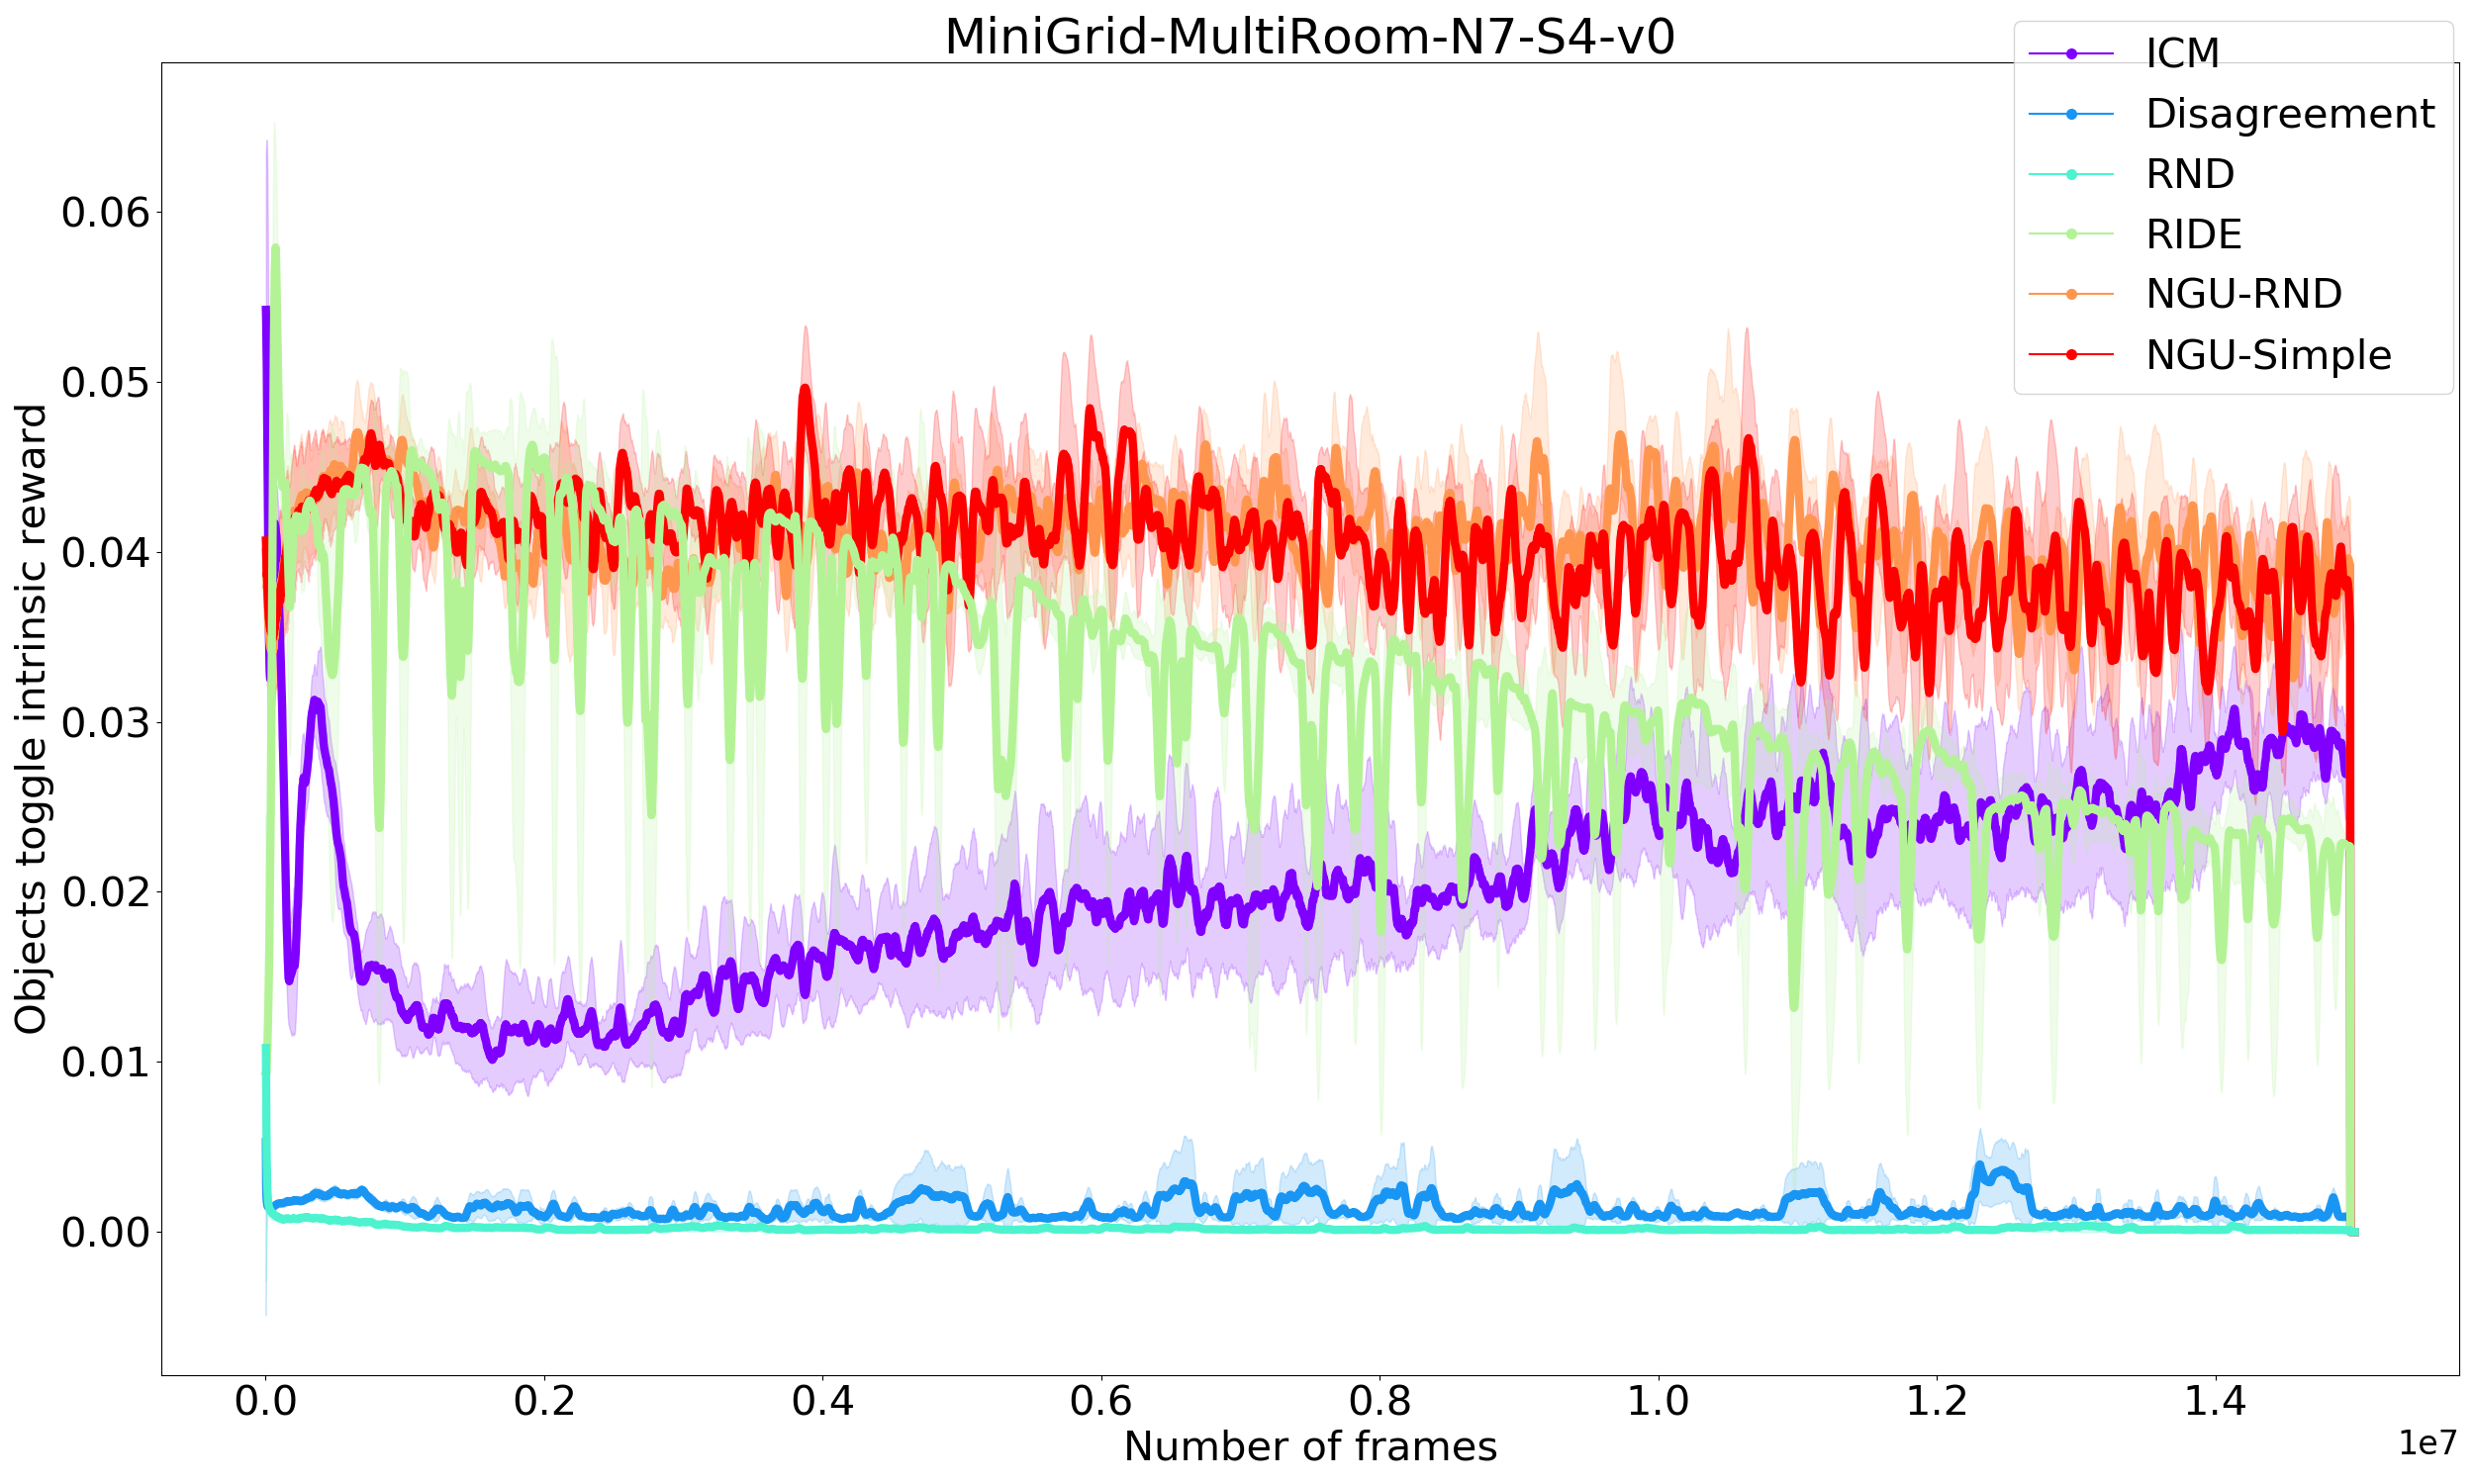 MiniGrid-MultiRoom-N7-S4-v0
ICM
Disagreement
RND
RIDE
NGU-RND
NGU-Simple
Objects toggle intrinsic reward
0.06
0.05
0.04
0.03
0.02
0.01
0.00
0.0 0.2 0.4 0.6 0.8 1.0 1.2 1.4
1e7
Number of frames